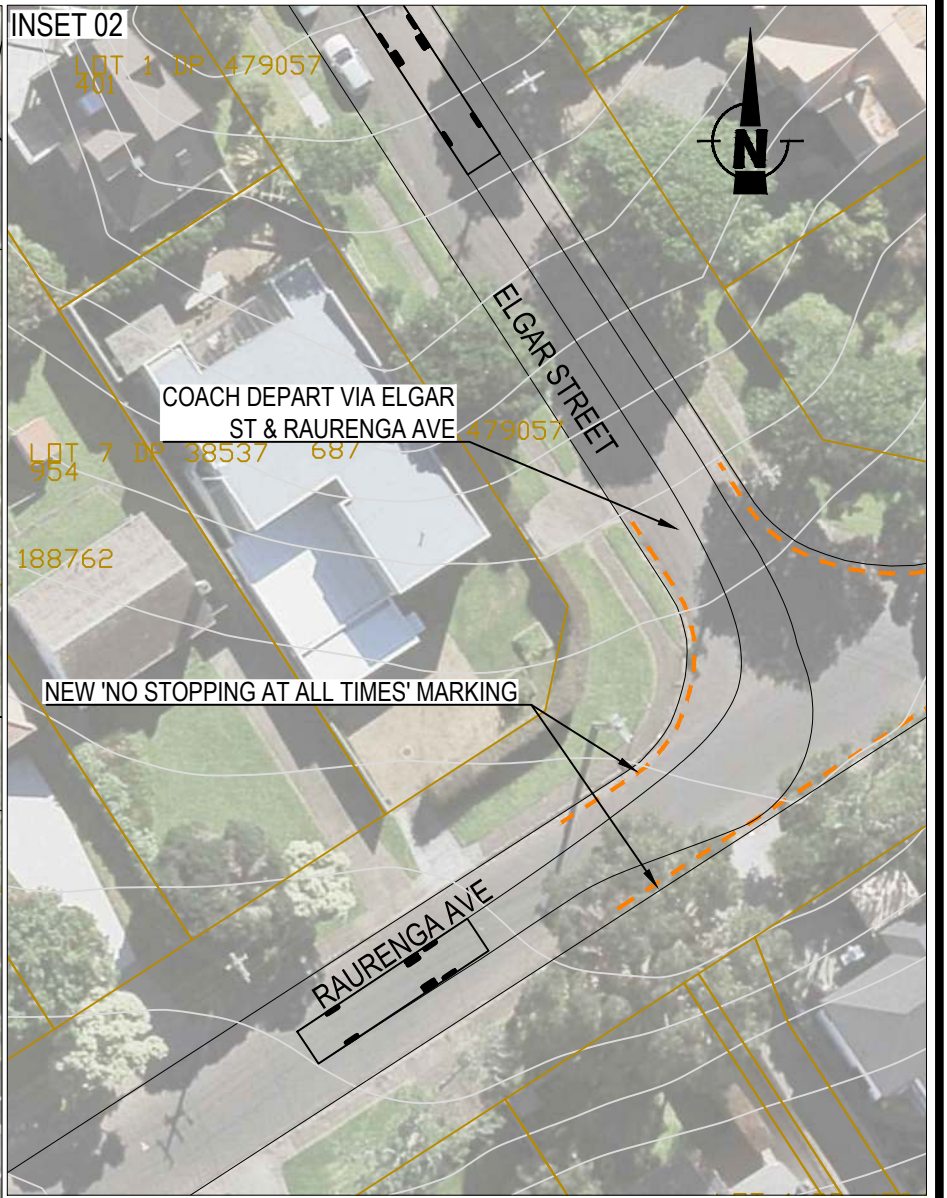 INSET 02
LOT 1 DP 479057
401
N
ELGAR STREET
COACH DEPART VIA ELGAR
ST & RAURENGA AVE
479057
LOT 7 DP 38537 687
954
188762
NEW 'NO STOPPING AT ALL TIMES' MARKING
RAURENGA AVE